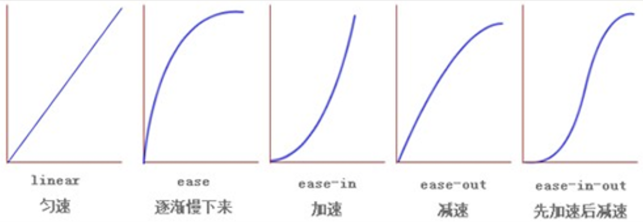 linear
匀速
ease
逐渐慢下来
ease-in
加速
ease-out
减速
ease-in-out
先加速后减速